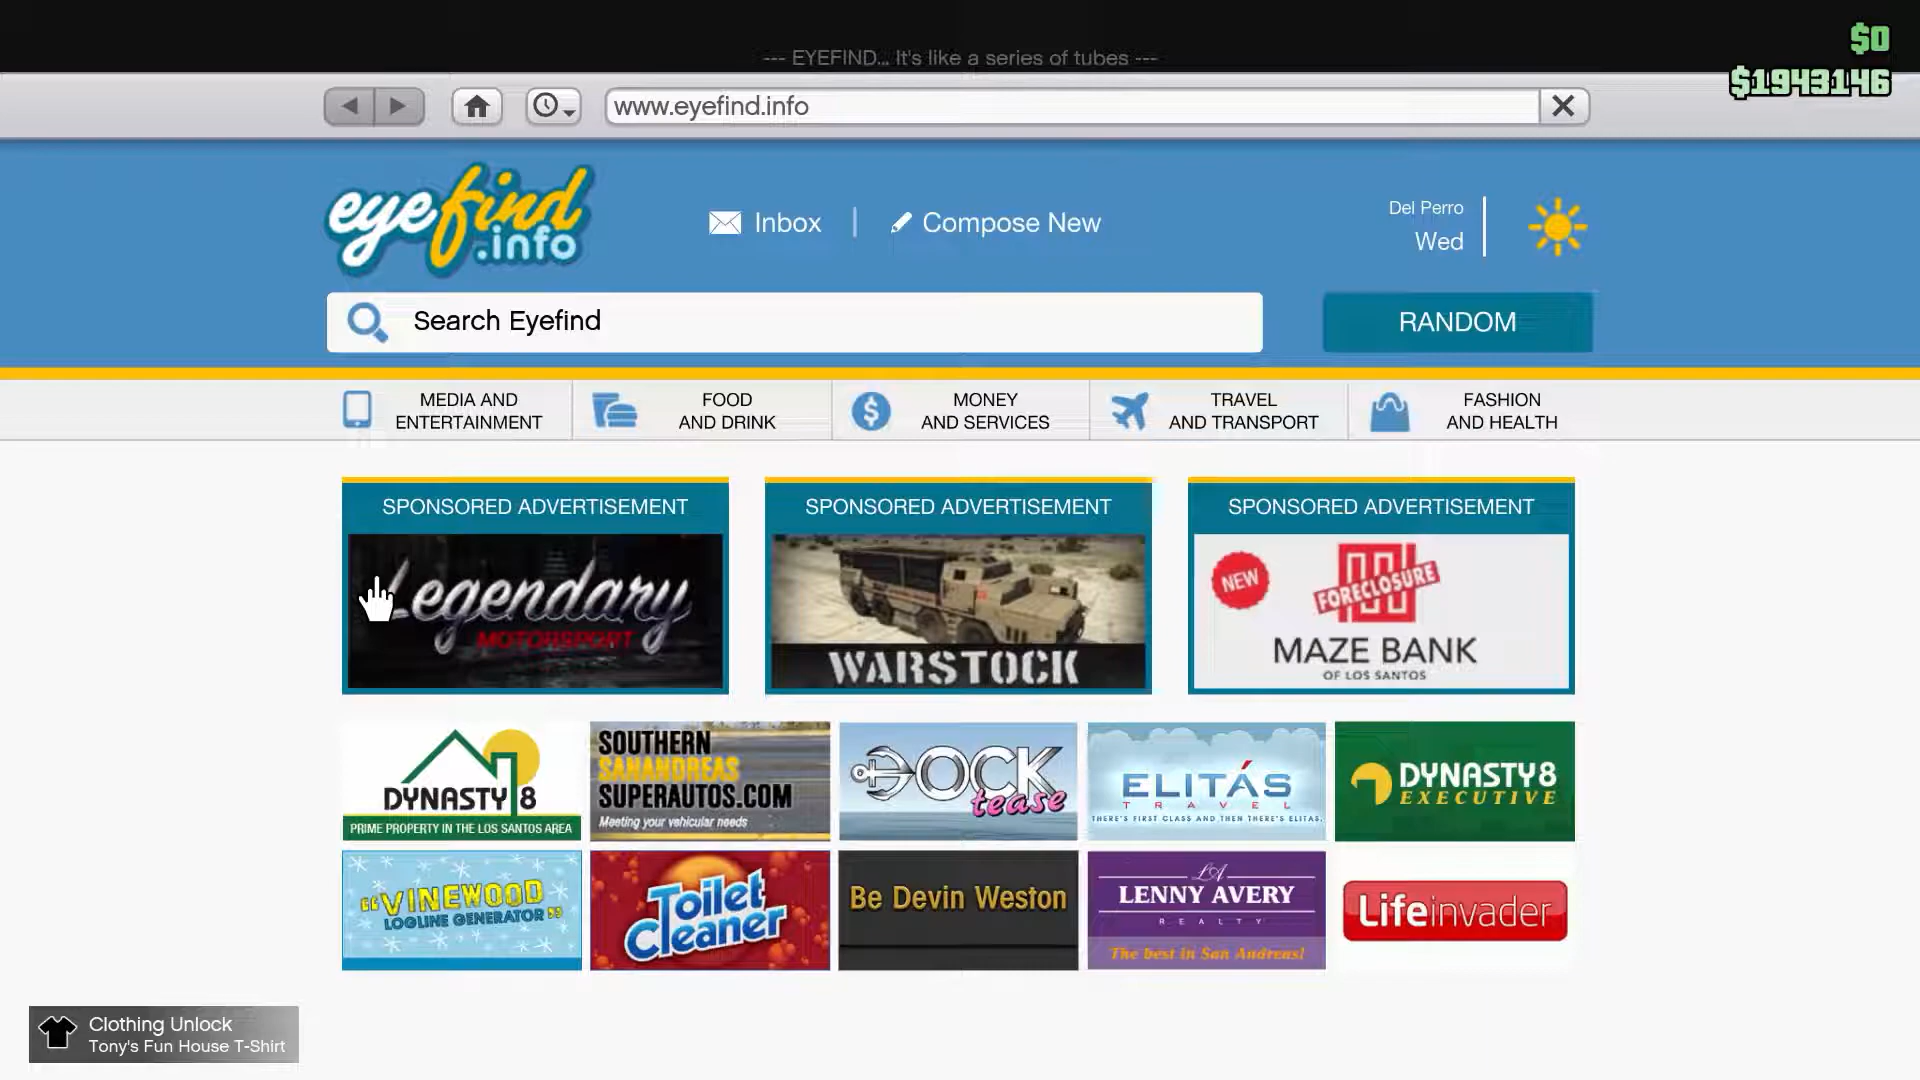 --- EYEFIND... It's like a series of tubes ---
$0
$1943146
www.eyefind.info
eyefind
.info
Inbox
Compose New
Del Perro
Wed
Search Eyefind
RANDOM
MEDIA AND
ENTERTAINMENT
FOOD
AND DRINK
MONEY
AND SERVICES
TRAVEL
AND TRANSPORT
FASHION
AND HEALTH
SPONSORED ADVERTISEMENT
Legendary
MOTORSPORT
SPONSORED ADVERTISEMENT
WARSTOCK
SPONSORED ADVERTISEMENT
NEW
FORECLOSURE
MAZE BANK
OF LOS SANTOS
DYNASTY 8
PRIME PROPERTY IN THE LOS SANTOS AREA
SOUTHERN
SANANDREAS
SUPERAUTOS.COM
Meeting your vehicular needs
DOCK
tease
ELITÁS
TRAVEL
THERE'S FIRST CLASS AND THEN THERE'S ELITAS.
DYNASTY8
EXECUTIVE
"VINEWOOD
LOGLINE GENERATOR"
Toilet
Cleaner
Be Devin Weston
LA
LENNY AVERY
REALTY
The best in San Andreas!
Lifeinvader
Clothing Unlock
Tony's Fun House T-Shirt